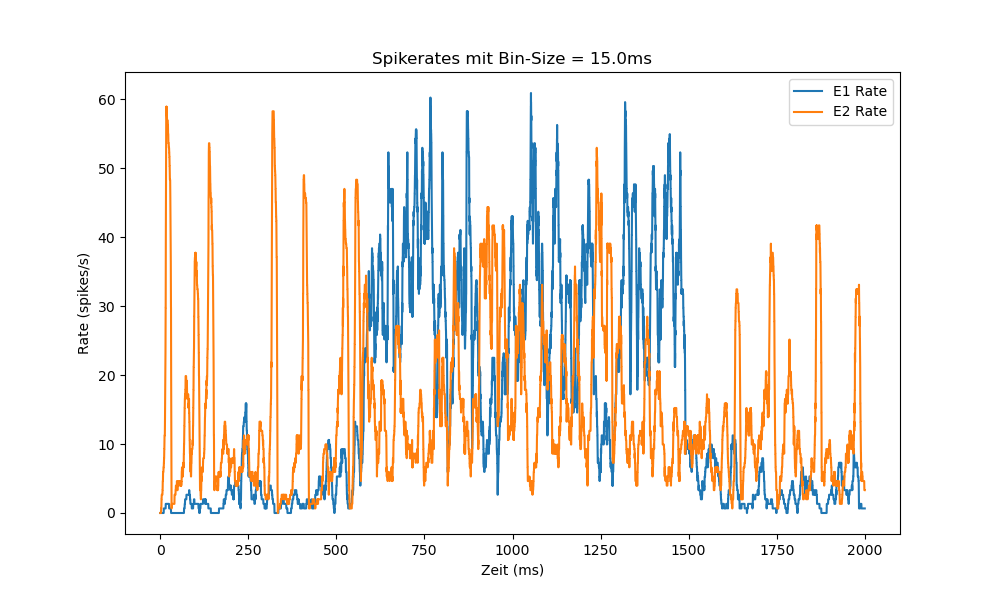 Spikerates mit Bin-Size = 15.0ms
E1 Rate
E2 Rate
Rate (spikes/s)
60
50
40
30
20
10
0
0 250 500 750 1000 1250 1500 1750 2000
Zeit (ms)